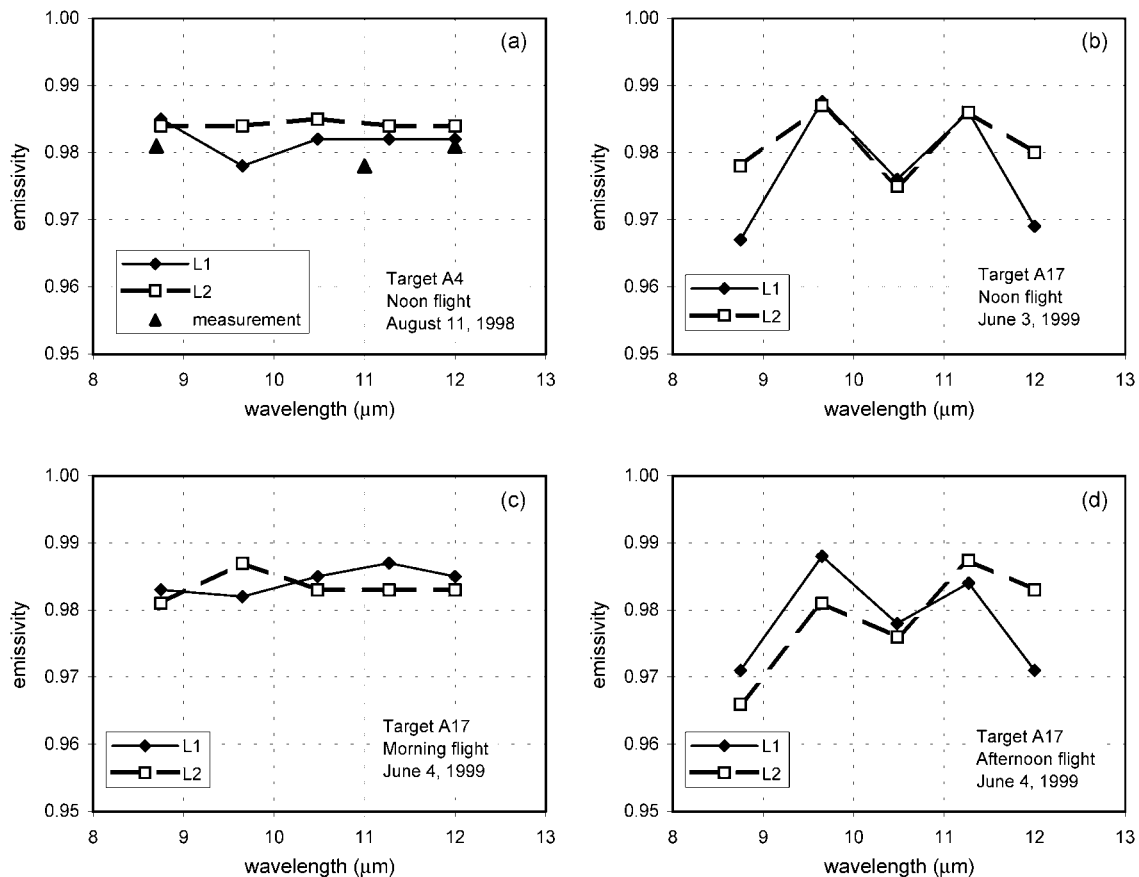 (a)
1.00
0.99
0.98
0.97
0.96
0.95
emissivity
L1
L2
measurement
Target A4
Noon flight
August 11, 1998
8 9 10 11 12 13
wavelength (μm)
(b)
1.00
0.99
0.98
0.97
0.96
0.95
emissivity
L1
L2
Target A17
Noon flight
June 3, 1999
8 9 10 11 12 13
wavelength (μm)
(c)
1.00
0.99
0.98
0.97
0.96
0.95
emissivity
L1
L2
Target A17
Morning flight
June 4, 1999
8 9 10 11 12 13
wavelength (μm)
(d)
1.00
0.99
0.98
0.97
0.96
0.95
emissivity
L1
L2
Target A17
Afternoon flight
June 4, 1999
8 9 10 11 12 13
wavelength (μm)